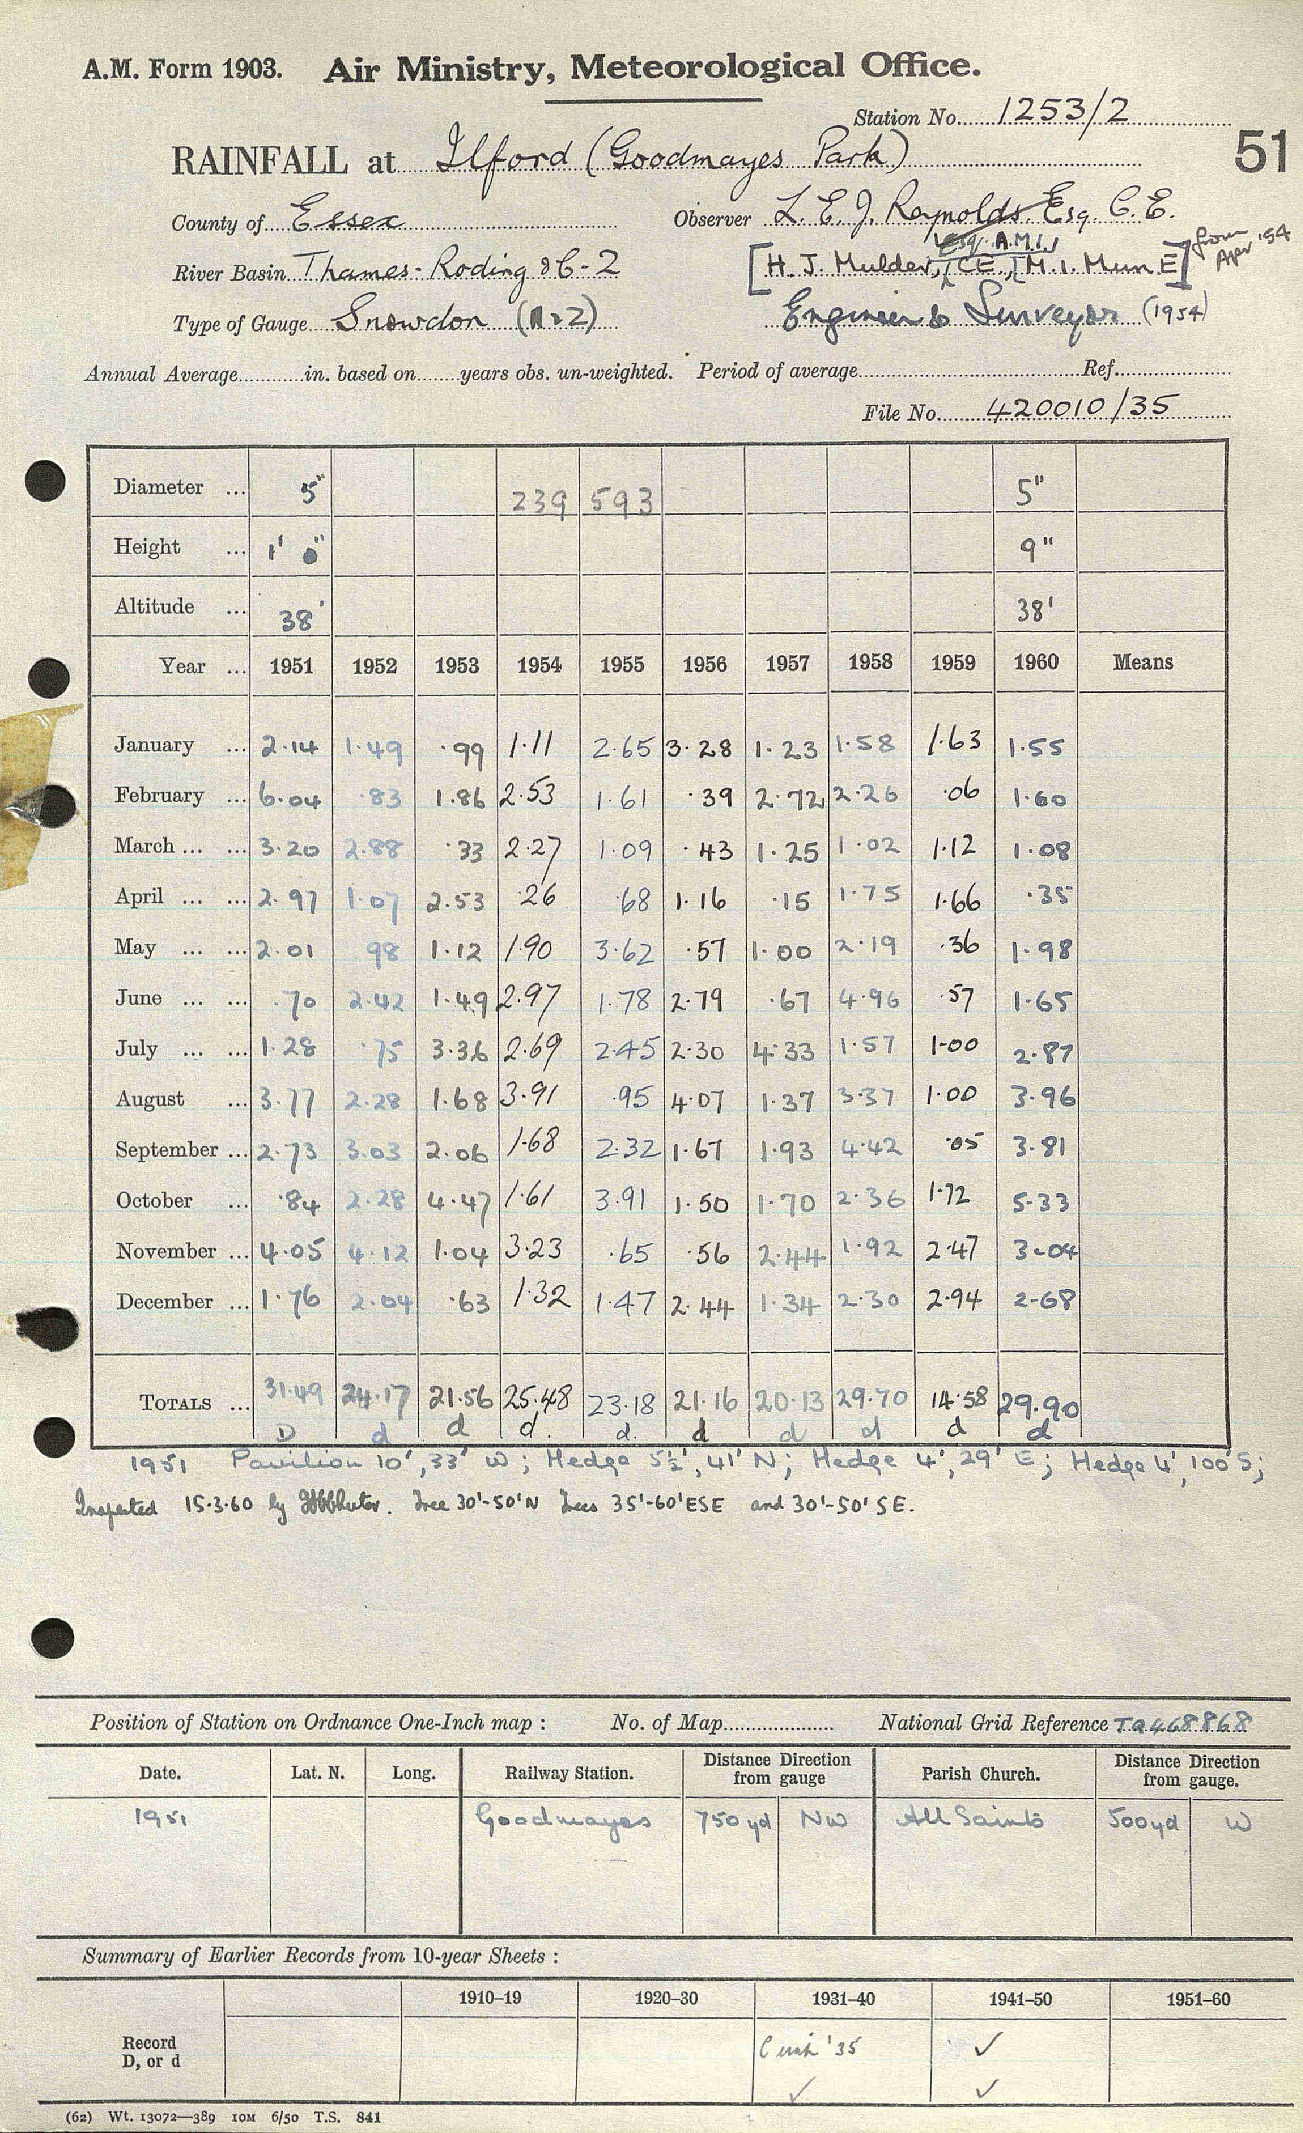 A.M. Form 1903. Air Ministry, Meteorological Office.
Station No. 1253/2
51
RAINFALL at Ilford (Goodmayes Park)
County of Essex Observer L. E. J. Reynolds Esq. C.E.
Esq. A.M.I.
River Basin Thames - Roding 8C-2 [H. J. Mulder, C.E., M.I. Mun. E] from Apr '54
Type of Gauge Snowdon Engineer & Surveyor (1954)
Annual Average in. based on years obs. un-weighted. Period of average Ref.
File No. 420010/35
Diameter ... 5" 239 593 5"
Height ... 1' 9"
Altitude ... 38' 38'
Year ... 1951 1952 1953 1954 1955 1956 1957 1958 1959 1960 Means
January ... 2.14 1.49 .99 1.11 2.65 3.28 1.23 1.58 1.63 1.55
February ... 6.04 .83 1.86 2.53 1.61 .39 2.72 2.26 .06 1.60
March ... ... 3.20 2.88 .33 2.27 1.09 .43 1.25 1.02 1.12 1.08
April ... ... 2.97 1.07 2.53 .26 .68 1.16 .15 1.75 1.66 .35
May ... ... 2.01 98 1.12 1.90 3.62 .57 1.00 2.19 .36 1.98
June ... ... .70 2.42 1.49 2.97 1.78 2.79 .67 4.96 .57 1.65
July ... ... 1.28 .75 3.36 2.69 2.45 2.30 4.33 1.57 1.00 2.87
August ... 3.77 2.28 1.68 3.91 .95 4.07 1.37 3.37 1.00 3.96
September ... 2.73 3.03 2.06 1.68 2.32 1.67 1.93 4.42 .05 3.81
October ... .84 2.28 4.47 1.61 3.91 1.50 1.70 2.36 1.72 5.33
November ... 4.05 4.12 1.04 3.23 .65 .56 2.44 1.92 2.47 3.04
December ... 1.76 2.04 .63 1.32 1.47 2.44 1.34 2.30 2.94 2.68
TOTALS ... 31.49 24.17 21.56 25.48 23.18 21.16 20.13 29.70 14.58 29.90
D d d d. d. d d d d d
1951 Pavilion 10', 33' W; Hedge 5½', 41' N; Hedge 4', 29' E; Hedge 4', 100' S;
Inspected 15.3.60 by Tree 30'-50' N Trees 35'-60' ESE and 30'-50' SE.
Position of Station on Ordnance One-Inch map : No. of Map National Grid Reference TQ468868
Date. Lat. N. Long. Railway Station. Distance Direction from gauge Parish Church. Distance Direction from gauge.
1951 Goodmayes 750 yd NW All Saints 500 yd W
Summary of Earlier Records from 10-year Sheets :
1910–19 1920–30 1931–40 1941–50 1951–60
Record D, or d '35 ✓
✓ ✓
(62) Wt. 13072—389 10M 6/50 T.S. 841